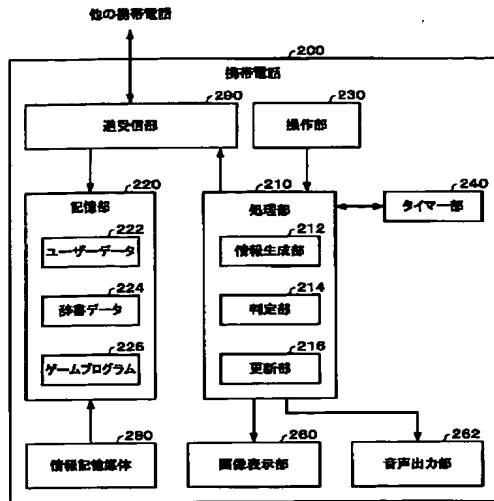 他の携帯電話
200
携帯電話
290
送受信部
230
操作部
220
記憶部
222
ユーザーデータ
224
辞書データ
226
ゲームプログラム
210
処理部
212
情報生成部
214
判定部
216
更新部
240
タイマー部
280
情報記憶媒体
260
画像表示部
262
音声出力部